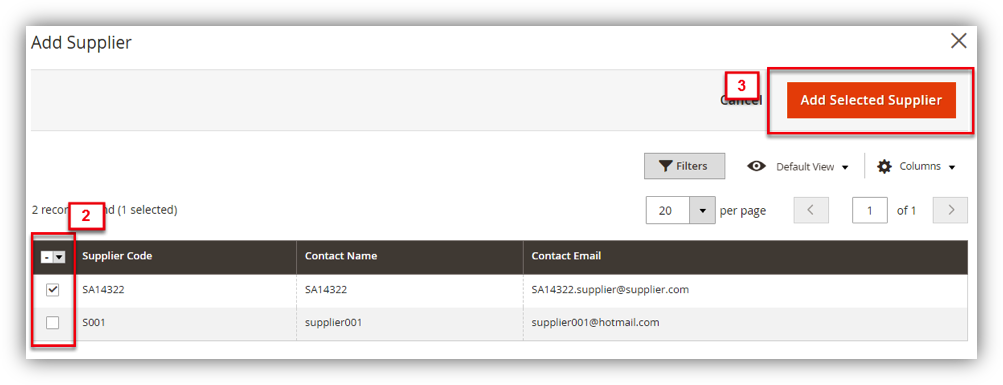 Add Supplier
3
Cancel
Add Selected Supplier
Filters
Default View
Columns
2 (1 selected)
2
20
per page
1
of 1
Supplier Code Contact Name Contact Email
SA14322 SA14322 SA14322.supplier@supplier.com
S001 supplier001 supplier001@hotmail.com